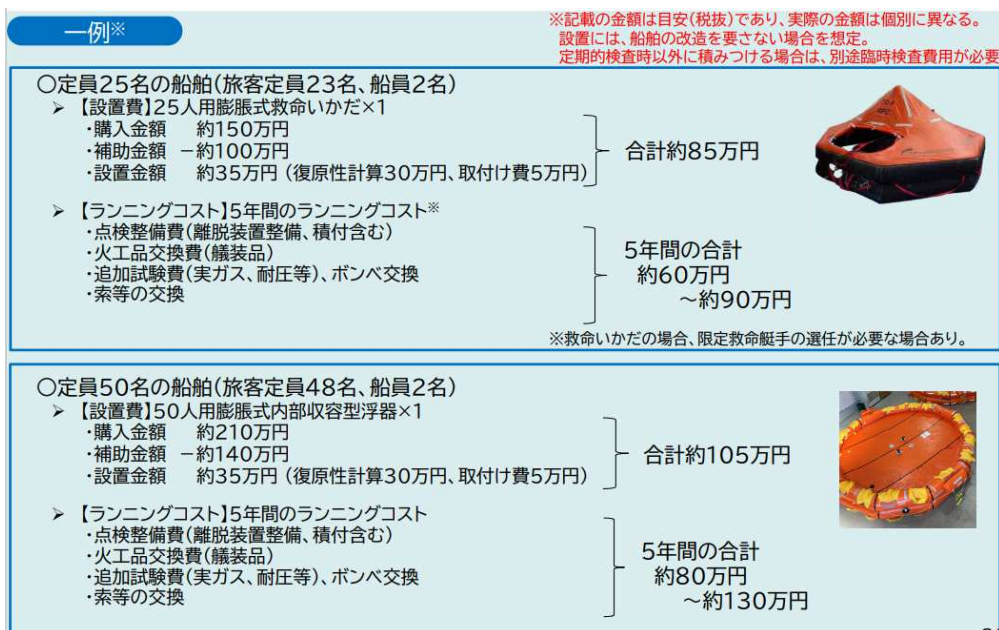 一例※
※記載の金額は目安(税抜)であり、実際の金額は個別に異なる。
設置には、船舶の改造を要さない場合を想定。
定期的検査時以外に積みつける場合は、別途臨時検査費用が必要
〇定員25名の船舶(旅客定員23名、船員2名)
➢ 【設置費】25人用膨脹式救命いかだ×1
・購入金額 約150万円
・補助金額 －約100万円
・設置金額 約35万円 (復原性計算30万円、取付け費5万円)
合計約85万円
➢ 【ランニングコスト】5年間のランニングコスト※
・点検整備費(離脱装置整備、積付含む)
・火工品交換費(艤装品)
・追加試験費(実ガス、耐圧等)、ボンベ交換
・索等の交換
5年間の合計
約60万円
～約90万円
※救命いかだの場合、限定救命艇手の選任が必要な場合あり。
〇定員50名の船舶(旅客定員48名、船員2名)
➢ 【設置費】50人用膨脹式内部収容型浮器×1
・購入金額 約210万円
・補助金額 －約140万円
・設置金額 約35万円 (復原性計算30万円、取付け費5万円)
合計約105万円
➢ 【ランニングコスト】5年間のランニングコスト
・点検整備費(離脱装置整備、積付含む)
・火工品交換費(艤装品)
・追加試験費(実ガス、耐圧等)、ボンベ交換
・索等の交換
5年間の合計
約80万円
～約130万円